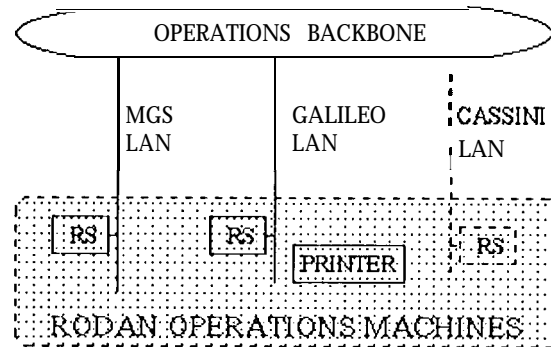 OPERATIONS BACKBONE
MGS
LAN
GALILEO
LAN
CASSINI
LAN
RS
RS
RS
PRINTER
RODAN OPERATIONS MACHINES